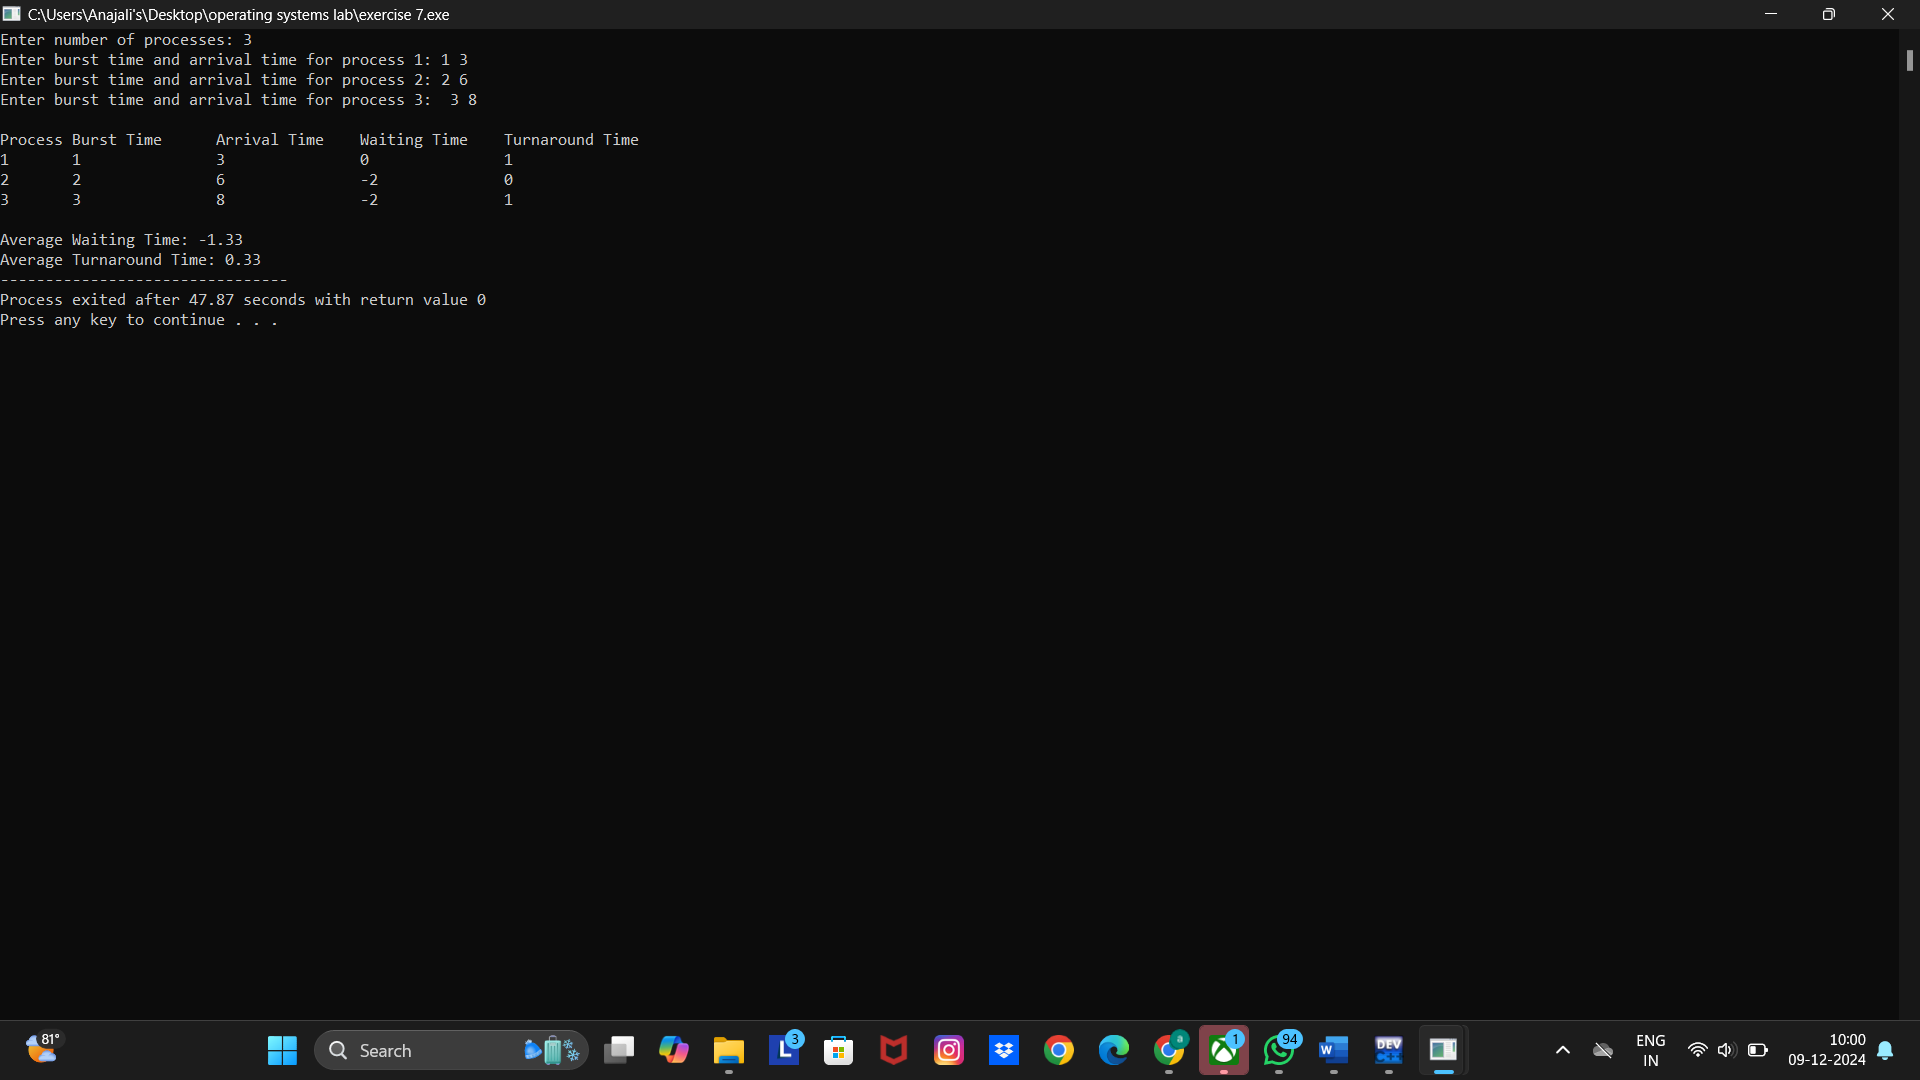 C:\Users\Anajali's\Desktop\operating systems lab\exercise 7.exe
Enter number of processes: 3
Enter burst time and arrival time for process 1: 1 3
Enter burst time and arrival time for process 2: 2 6
Enter burst time and arrival time for process 3:  3 8
Process Burst Time      Arrival Time    Waiting Time    Turnaround Time
1       1               3               0               1
2       2               6               -2              0
3       3               8               -2              1
Average Waiting Time: -1.33
Average Turnaround Time: 0.33
--------------------------------
Process exited after 47.87 seconds with return value 0
Press any key to continue . . .
81°
Search
L 3
a
1
94
W
DEV
C++
ENG
IN
10:00
09-12-2024